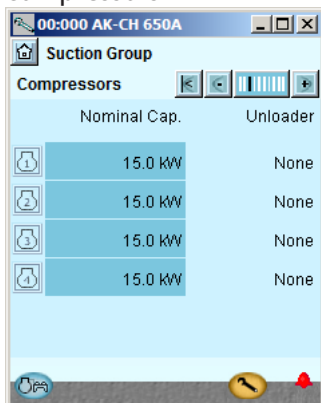 00:000 AK-CH 650A
Suction Group
Compressors
Nominal Cap. Unloader
1 15.0 kW None
2 15.0 kW None
3 15.0 kW None
4 15.0 kW None